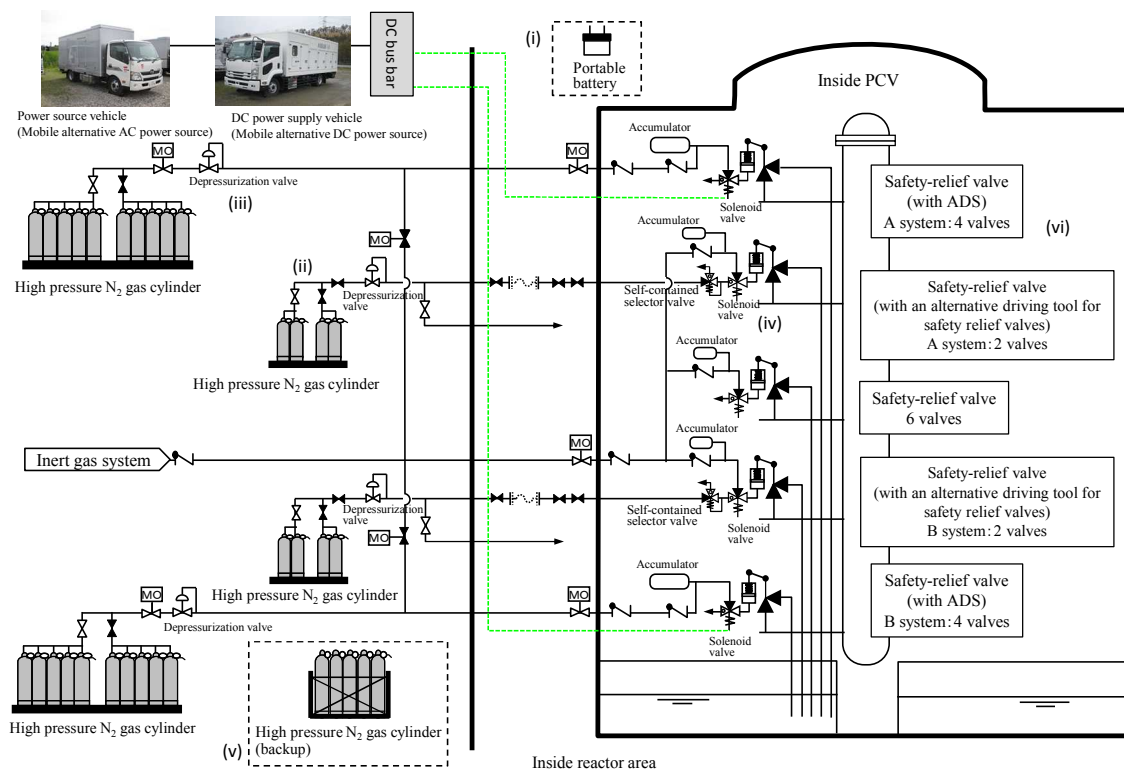 DC bus bar
(i)
Portable
battery
Inside PCV
Power source vehicle
(Mobile alternative AC power source)
DC power supply vehicle
(Mobile alternative DC power source)
MO
Depressurization valve
(iii)
MO
Accumulator
Solenoid
valve
Safety-relief valve
(with ADS)
A system: 4 valves
(vi)
High pressure N2 gas cylinder
MO
(ii)
Depressurization
valve
Accumulator
Self-contained
selector valve
Solenoid
valve
(iv)
Safety-relief valve
(with an alternative driving tool for
safety relief valves)
A system: 2 valves
High pressure N2 gas cylinder
Accumulator
Safety-relief valve
6 valves
Inert gas system
MO
Accumulator
Depressurization
valve
Self-contained
selector valve
Solenoid
valve
Safety-relief valve
(with an alternative driving tool for
safety relief valves)
B system: 2 valves
MO
High pressure N2 gas cylinder
MO
Depressurization valve
MO
Accumulator
Solenoid
valve
Safety-relief valve
(with ADS)
B system: 4 valves
High pressure N2 gas cylinder
(v)
High pressure N2 gas cylinder
(backup)
Inside reactor area